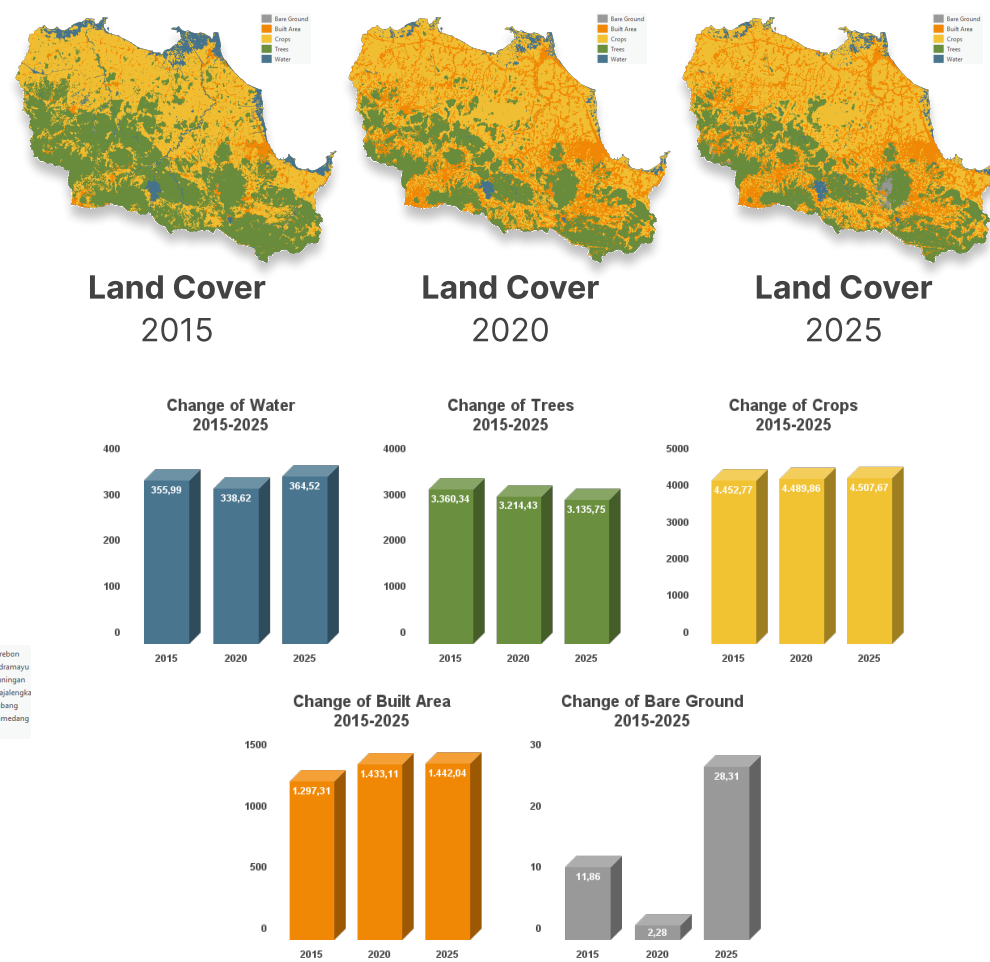 Bare Ground
Built Area
Crops
Trees
Water
Bare Ground
Built Area
Crops
Trees
Water
Bare Ground
Built Area
Crops
Trees
Water
Land Cover
2015
Land Cover
2020
Land Cover
2025
Change of Water
2015-2025
400
300
200
100
0
355,99
338,62
364,52
2015
2020
2025
Change of Trees
2015-2025
4000
3000
2000
1000
0
3.360,34
3.214,43
3.135,75
2015
2020
2025
Change of Crops
2015-2025
5000
4000
3000
2000
1000
0
4.452,77
4.489,86
4.507,67
2015
2020
2025
rebon
dramayu
ningan
ajalengka
bang
medang
Change of Built Area
2015-2025
1500
1000
500
0
1.297,31
1.433,11
1.442,04
2015
2020
2025
Change of Bare Ground
2015-2025
30
20
10
0
11,86
2,28
28,31
2015
2020
2025